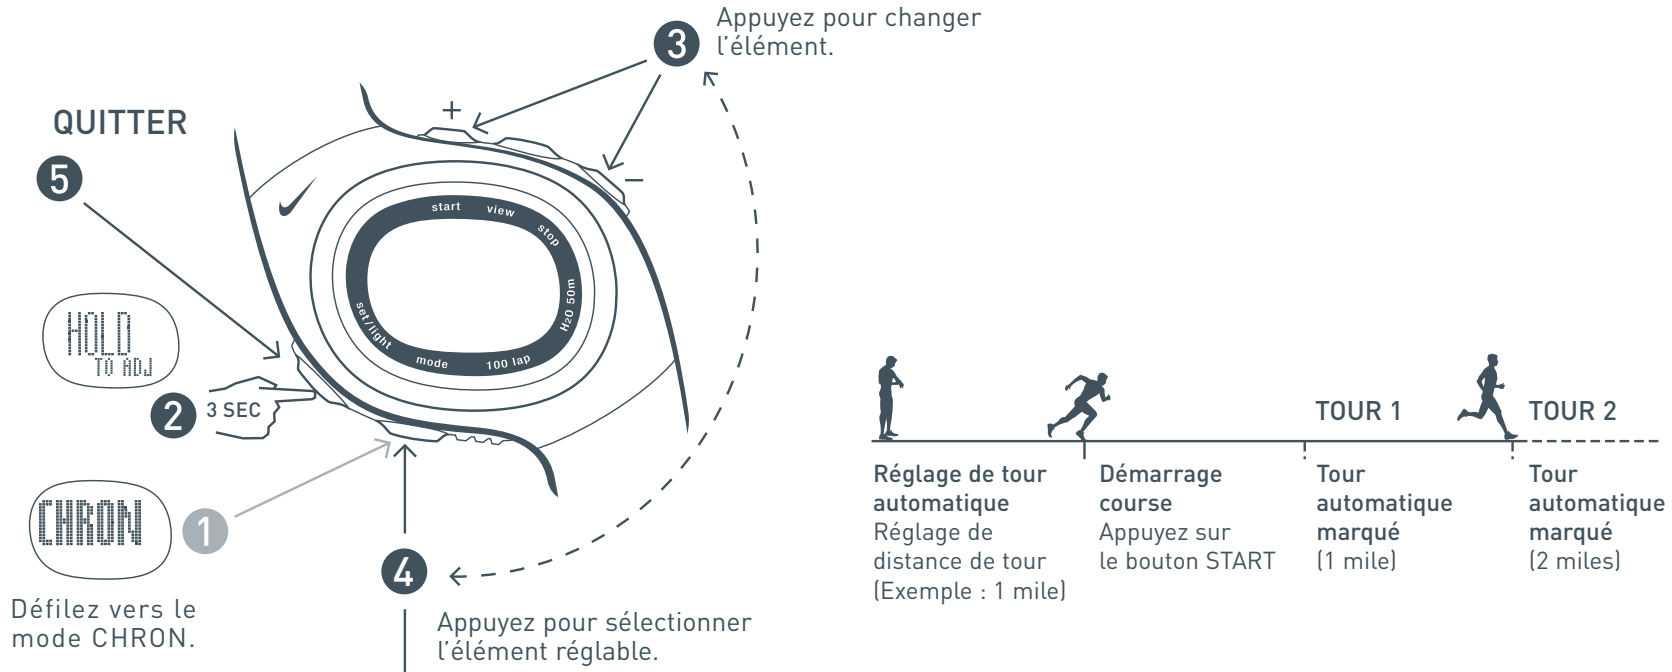 3
Appuyez pour changer
l'élément.
QUITTER
5
+
−
start
view
stop
H2O 50m
set/light
mode
100 lap
HOLD
TO ADJ
2
3 SEC
CHRON
1
Défilez vers le
mode CHRON.
4
Appuyez pour sélectionner
l'élément réglable.
TOUR 1
TOUR 2
Réglage de tour
automatique
Réglage de
distance de tour
(Exemple : 1 mile)
Démarrage
course
Appuyez sur
le bouton START
Tour
automatique
marqué
(1 mile)
Tour
automatique
marqué
(2 miles)